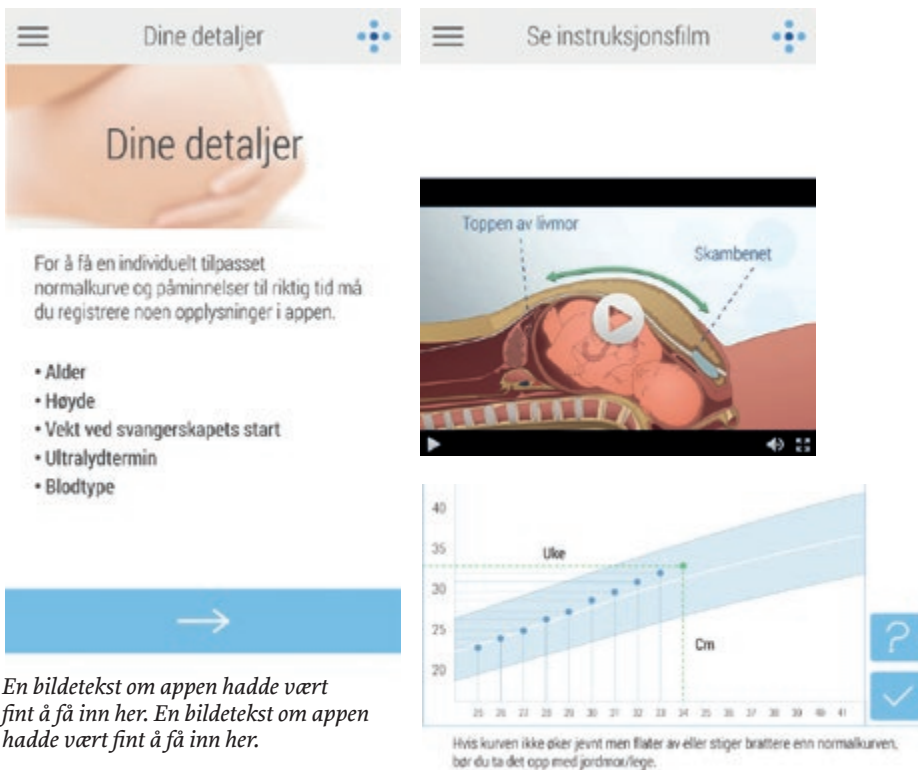 Dine detaljer
Dine detaljer
For å få en individuelt tilpasset
normalkurve og påminnelser til riktig tid må
du registrere noen opplysninger i appen.
• Alder
• Høyde
• Vekt ved svangerskapets start
• Ultralydtermin
• Blodtype
En bildetekst om appen hadde vært
fint å få inn her. En bildetekst om appen
hadde vært fint å få inn her.
Se instruksjonsfilm
Toppen av livmor
Skambenet
40
35
Uke
30
25
Cm
20
?
25 26 27 28 29 30 31 32 33 34 35 36 37 38 39 40 41
Hvis kurven ikke øker jevnt men flater av eller stiger brattere enn normalkurven,
bør du ta det opp med jordmor/lege.